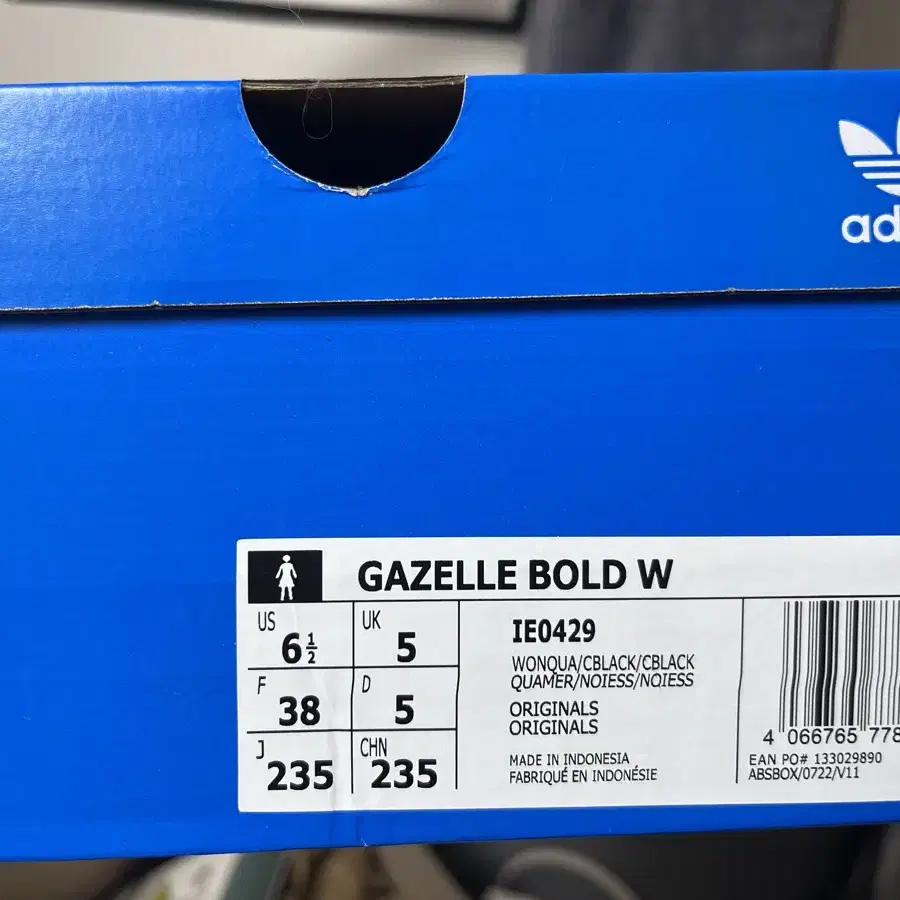 ad
GAZELLE BOLD W
US 6½ UK 5
F 38 D 5
J 235 CHN 235
IE0429
WONQUA/CBLACK/CBLACK
QUAMER/NOIESS/NOIESS
ORIGINALS
ORIGINALS
MADE IN INDONESIA
FABRIQUÉ EN INDONÉSIE
4 066765 778
EAN PO# 133029890
ABSBOX/0722/V11